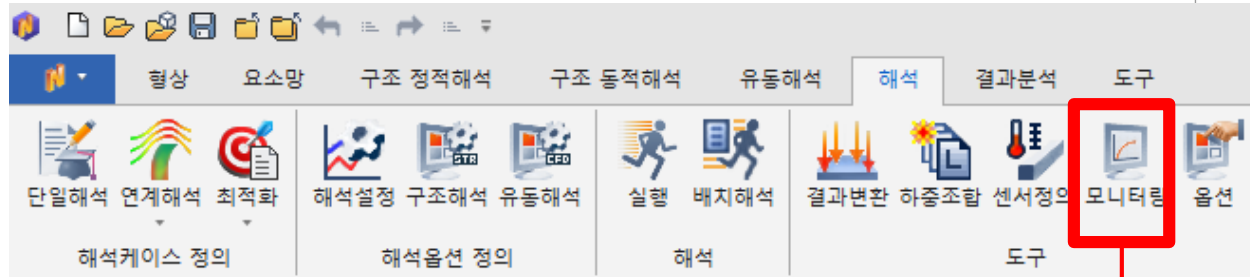 형상 요소망 구조 정적해석 구조 동적해석 유동해석 해석 결과분석 도구
STR CFD
단일해석 연계해석 최적화 해석설정 구조해석 유동해석 실행 배치해석 결과변환 하중조합 센서정의 모니터링 옵션
해석케이스 정의 해석옵션 정의 해석 도구